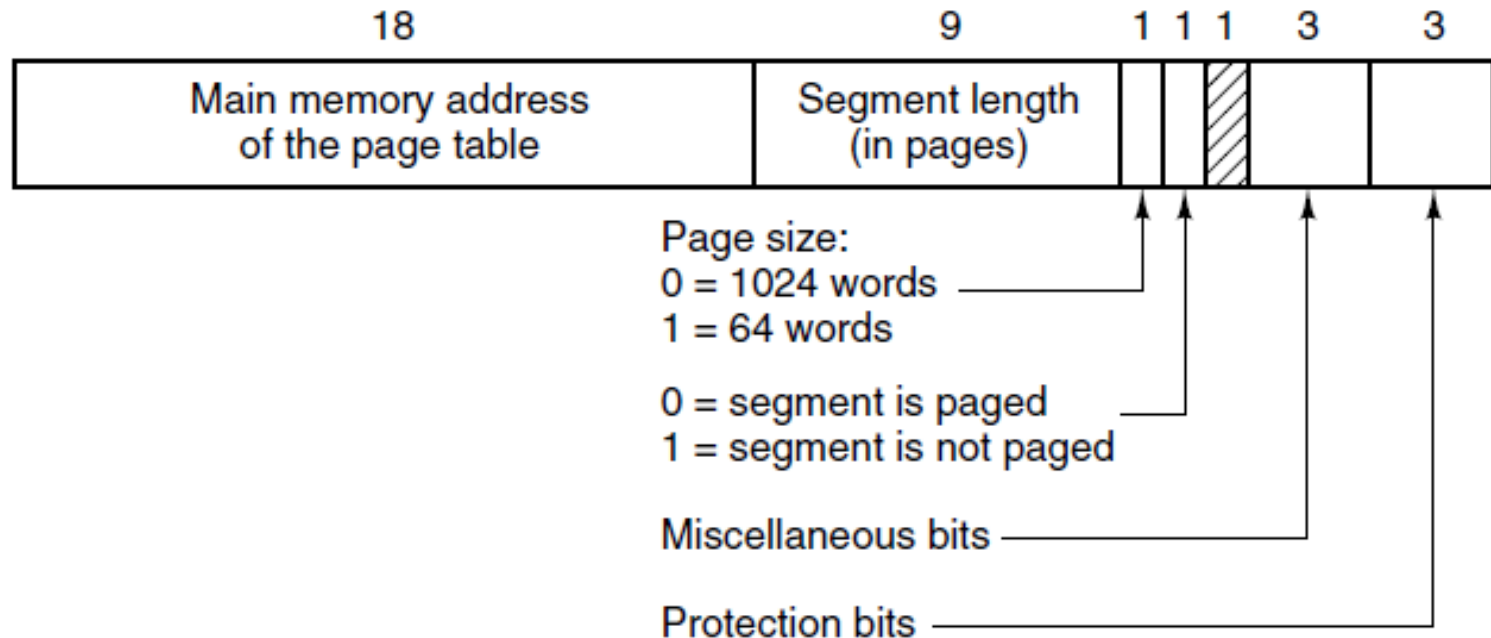 18 9 1 1 1 3 3
Main memory address
of the page table
Segment length
(in pages)
Page size:
0 = 1024 words
1 = 64 words
0 = segment is paged
1 = segment is not paged
Miscellaneous bits
Protection bits